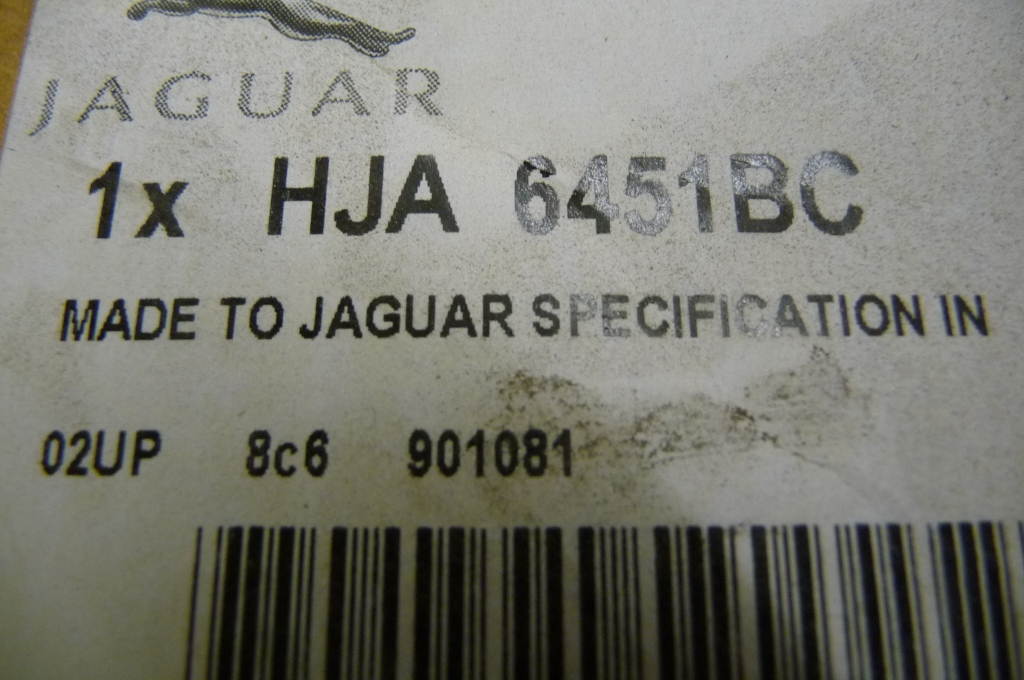 JAGUAR
1x HJA 6451BC
MADE TO JAGUAR SPECIFICATION IN
02UP 8c6 901081